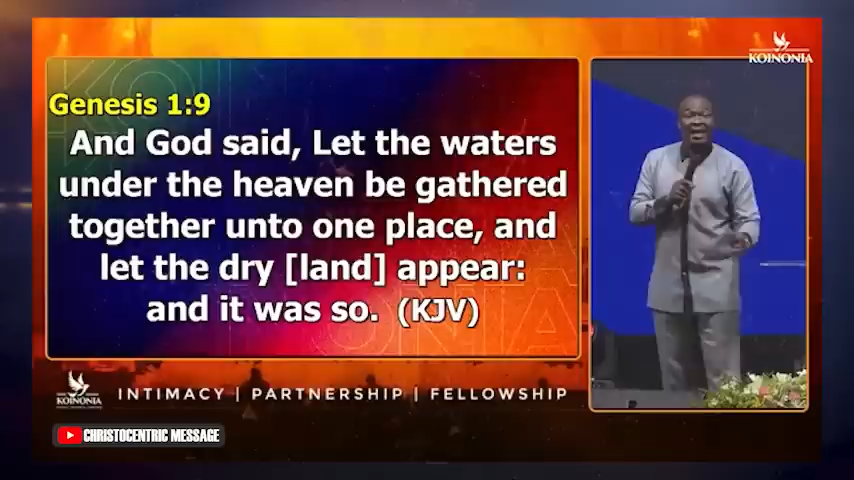 KOINONIA
Genesis 1:9
And God said, Let the waters
under the heaven be gathered
together unto one place, and
let the dry [land] appear:
and it was so. (KJV)
KOINONIA
INTIMACY | PARTNERSHIP | FELLOWSHIP
CHRISTOCENTRIC MESSAGE